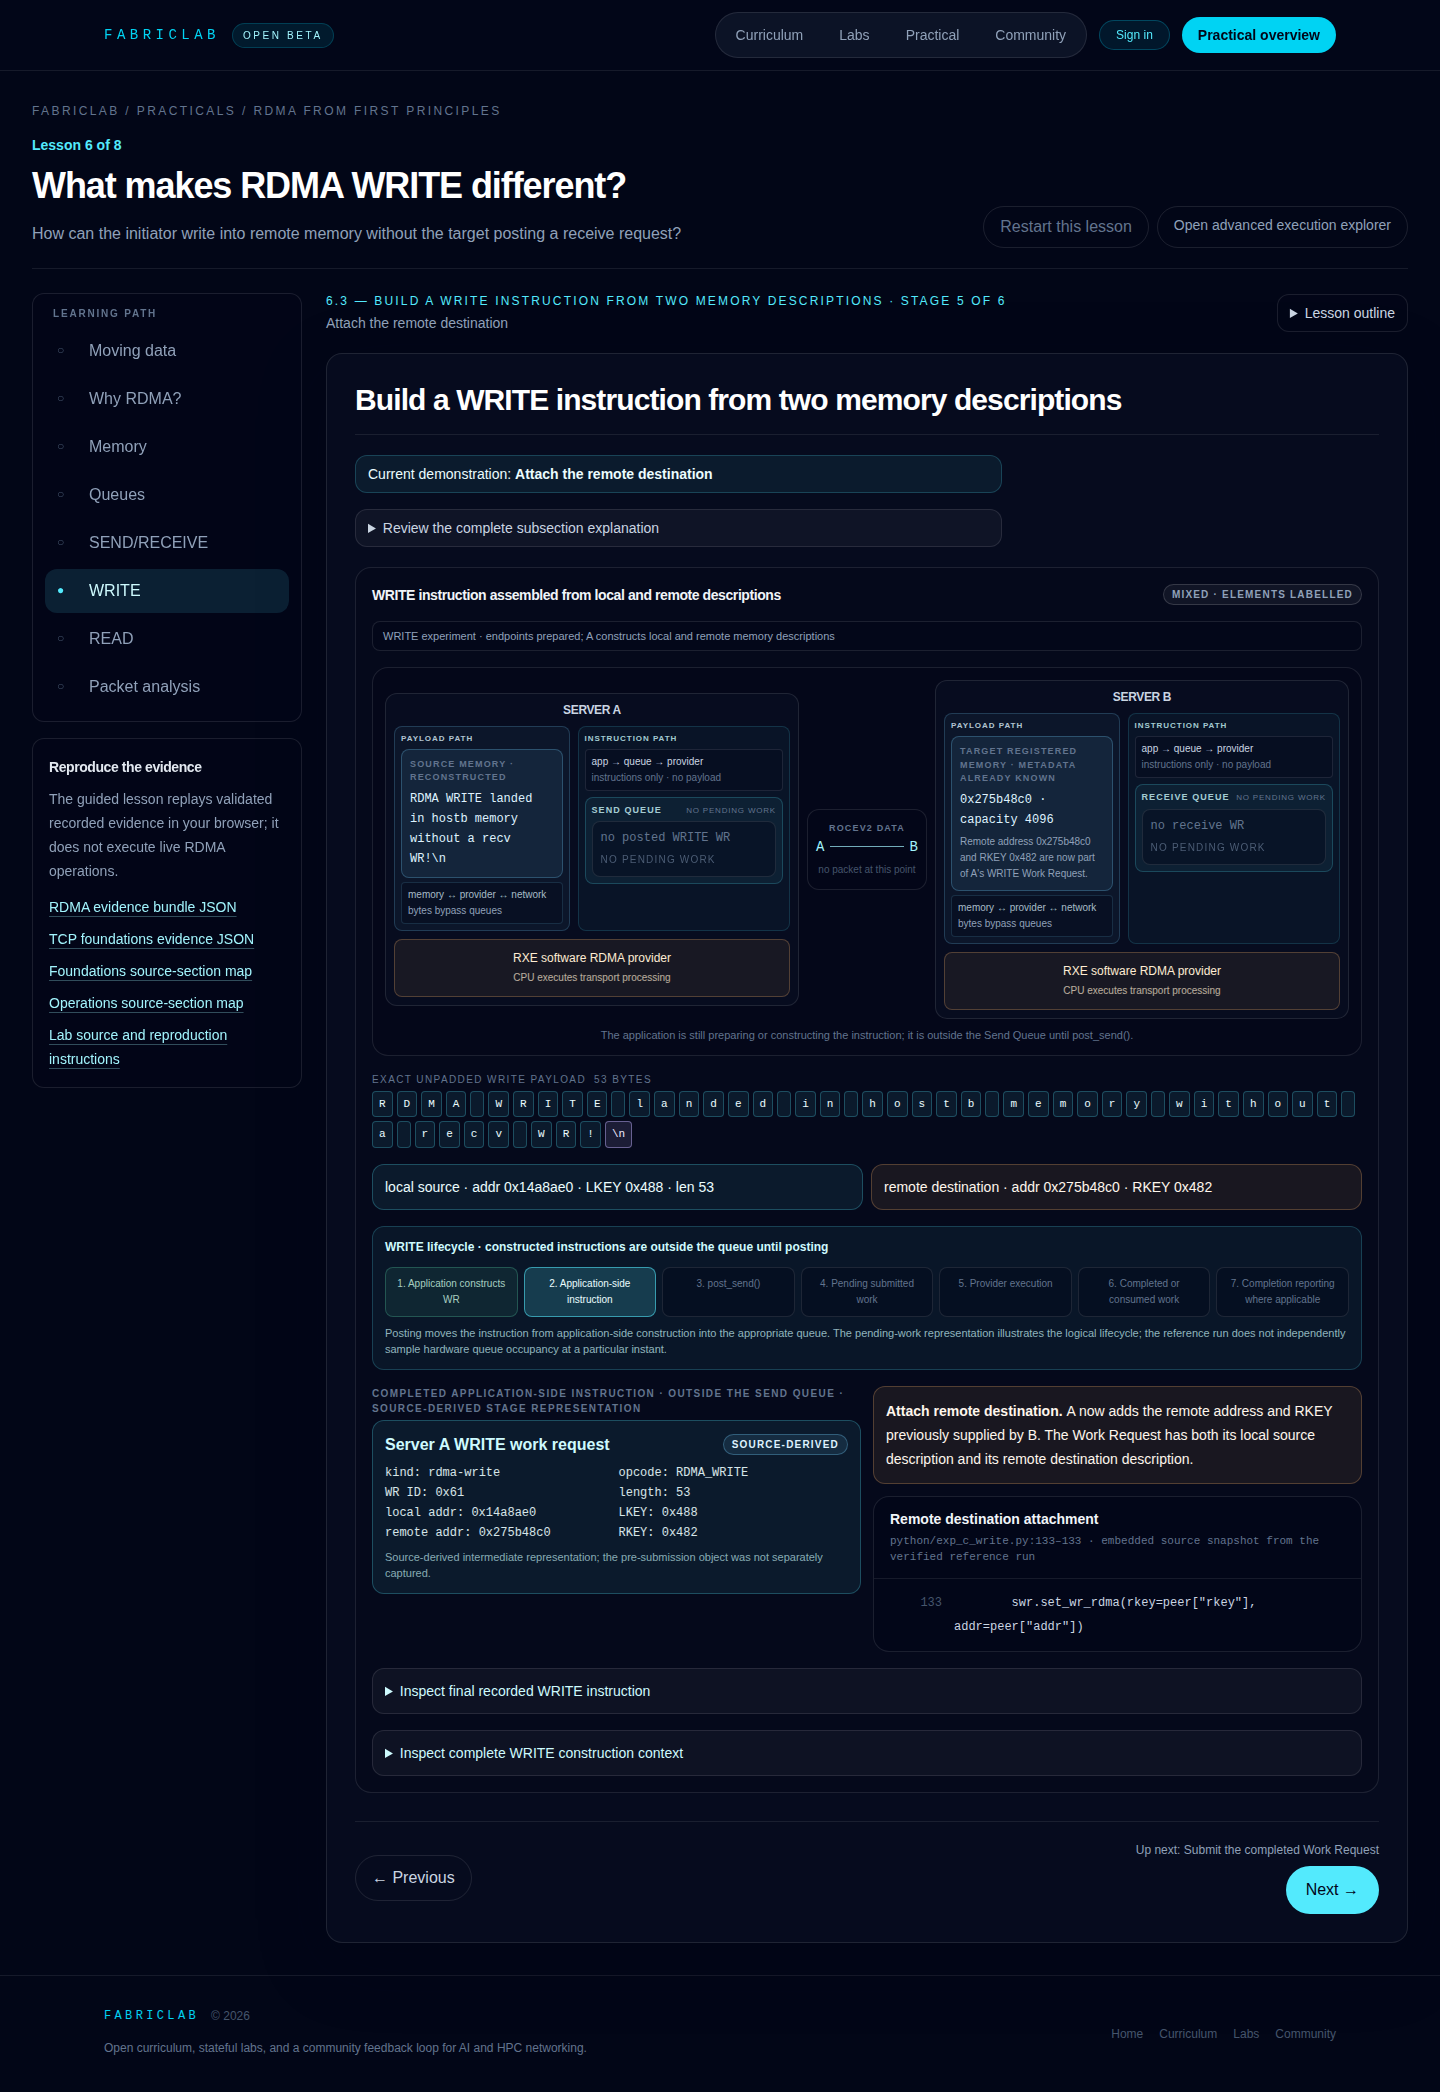 FABRICLAB OPEN BETA Curriculum Labs Practical Community Sign in Practical overview
FABRICLAB / PRACTICALS / RDMA FROM FIRST PRINCIPLES
Lesson 6 of 8
What makes RDMA WRITE different?
How can the initiator write into remote memory without the target posting a receive request?
Restart this lesson Open advanced execution explorer
LEARNING PATH
Moving data
Why RDMA?
Memory
Queues
SEND/RECEIVE
WRITE
READ
Packet analysis
Reproduce the evidence
The guided lesson replays validated
recorded evidence in your browser; it
does not execute live RDMA
operations.
RDMA evidence bundle JSON
TCP foundations evidence JSON
Foundations source-section map
Operations source-section map
Lab source and reproduction
instructions
6.3 — BUILD A WRITE INSTRUCTION FROM TWO MEMORY DESCRIPTIONS · STAGE 5 OF 6
Attach the remote destination
▶ Lesson outline
Build a WRITE instruction from two memory descriptions
Current demonstration: Attach the remote destination
▶ Review the complete subsection explanation
WRITE instruction assembled from local and remote descriptions
MIXED · ELEMENTS LABELLED
WRITE experiment · endpoints prepared; A constructs local and remote memory descriptions
SERVER A
PAYLOAD PATH
SOURCE MEMORY ·
RECONSTRUCTED
RDMA WRITE landed
in hostb memory
without a recv
WR!\n
memory ↔ provider ↔ network
bytes bypass queues
INSTRUCTION PATH
app → queue → provider
instructions only · no payload
SEND QUEUE NO PENDING WORK
no posted WRITE WR
NO PENDING WORK
RXE software RDMA provider
CPU executes transport processing
ROCEV2 DATA
A B
no packet at this point
SERVER B
PAYLOAD PATH
TARGET REGISTERED
MEMORY · METADATA
ALREADY KNOWN
0x275b48c0 ·
capacity 4096
Remote address 0x275b48c0
and RKEY 0x482 are now part
of A's WRITE Work Request.
memory ↔ provider ↔ network
bytes bypass queues
INSTRUCTION PATH
app → queue → provider
instructions only · no payload
RECEIVE QUEUE NO PENDING WORK
no receive WR
NO PENDING WORK
RXE software RDMA provider
CPU executes transport processing
The application is still preparing or constructing the instruction; it is outside the Send Queue until post_send().
EXACT UNPADDED WRITE PAYLOAD 53 BYTES
R D M A W R I T E l a n d e d i n h o s t b m e m o r y w i t h o u t
a r e c v W R ! \n
local source · addr 0x14a8ae0 · LKEY 0x488 · len 53
remote destination · addr 0x275b48c0 · RKEY 0x482
WRITE lifecycle · constructed instructions are outside the queue until posting
1. Application constructs
WR
2. Application-side
instruction
3. post_send()
4. Pending submitted
work
5. Provider execution
6. Completed or
consumed work
7. Completion reporting
where applicable
Posting moves the instruction from application-side construction into the appropriate queue. The pending-work representation illustrates the logical lifecycle; the reference run does not independently
sample hardware queue occupancy at a particular instant.
COMPLETED APPLICATION-SIDE INSTRUCTION · OUTSIDE THE SEND QUEUE ·
SOURCE-DERIVED STAGE REPRESENTATION
Server A WRITE work request SOURCE-DERIVED
kind: rdma-write opcode: RDMA_WRITE
WR ID: 0x61 length: 53
local addr: 0x14a8ae0 LKEY: 0x488
remote addr: 0x275b48c0 RKEY: 0x482
Source-derived intermediate representation; the pre-submission object was not separately
captured.
Attach remote destination. A now adds the remote address and RKEY
previously supplied by B. The Work Request has both its local source
description and its remote destination description.
Remote destination attachment
python/exp_c_write.py:133–133 · embedded source snapshot from the
verified reference run
133 swr.set_wr_rdma(rkey=peer["rkey"],
addr=peer["addr"])
▶ Inspect final recorded WRITE instruction
▶ Inspect complete WRITE construction context
← Previous
Up next: Submit the completed Work Request
Next →
FABRICLAB © 2026
Open curriculum, stateful labs, and a community feedback loop for AI and HPC networking.
Home Curriculum Labs Community